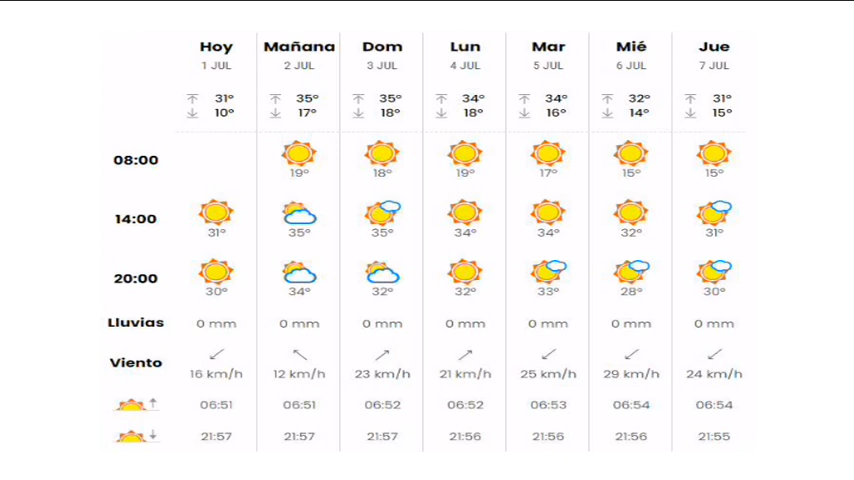 Hoy Mañana Dom Lun Mar Mié Jue
1 JUL 2 JUL 3 JUL 4 JUL 5 JUL 6 JUL 7 JUL
31° 35° 35° 34° 34° 32° 31°
10° 17° 18° 18° 16° 14° 15°
08:00
19° 18° 19° 17° 15° 15°
14:00
31° 35° 35° 34° 34° 32° 31°
20:00
30° 34° 32° 32° 33° 28° 30°
Lluvias 0 mm 0 mm 0 mm 0 mm 0 mm 0 mm 0 mm
Viento
16 km/h 12 km/h 23 km/h 21 km/h 25 km/h 29 km/h 24 km/h
06:51 06:51 06:52 06:52 06:53 06:54 06:54
21:57 21:57 21:57 21:56 21:56 21:56 21:55